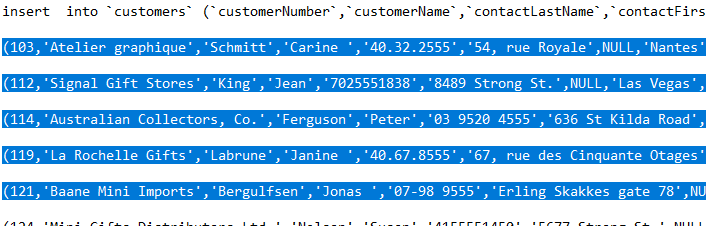 insert  into `customers` (`customerNumber`,`customerName`,`contactLastName`,`contactFirs
(103,'Atelier graphique','Schmitt','Carine ','40.32.2555','54, rue Royale',NULL,'Nantes'
(112,'Signal Gift Stores','King','Jean','7025551838','8489 Strong St.',NULL,'Las Vegas',
(114,'Australian Collectors, Co.','Ferguson','Peter','03 9520 4555','636 St Kilda Road',
(119,'La Rochelle Gifts','Labrune','Janine ','40.67.8555','67, rue des Cinquante Otages'
(121,'Baane Mini Imports','Bergulfsen','Jonas ','07-98 9555','Erling Skakkes gate 78',NU
(124,'Mini Gifts Distributors Ltd.','Nelson','Susan','4155551450','5677 Strong St.',NULL